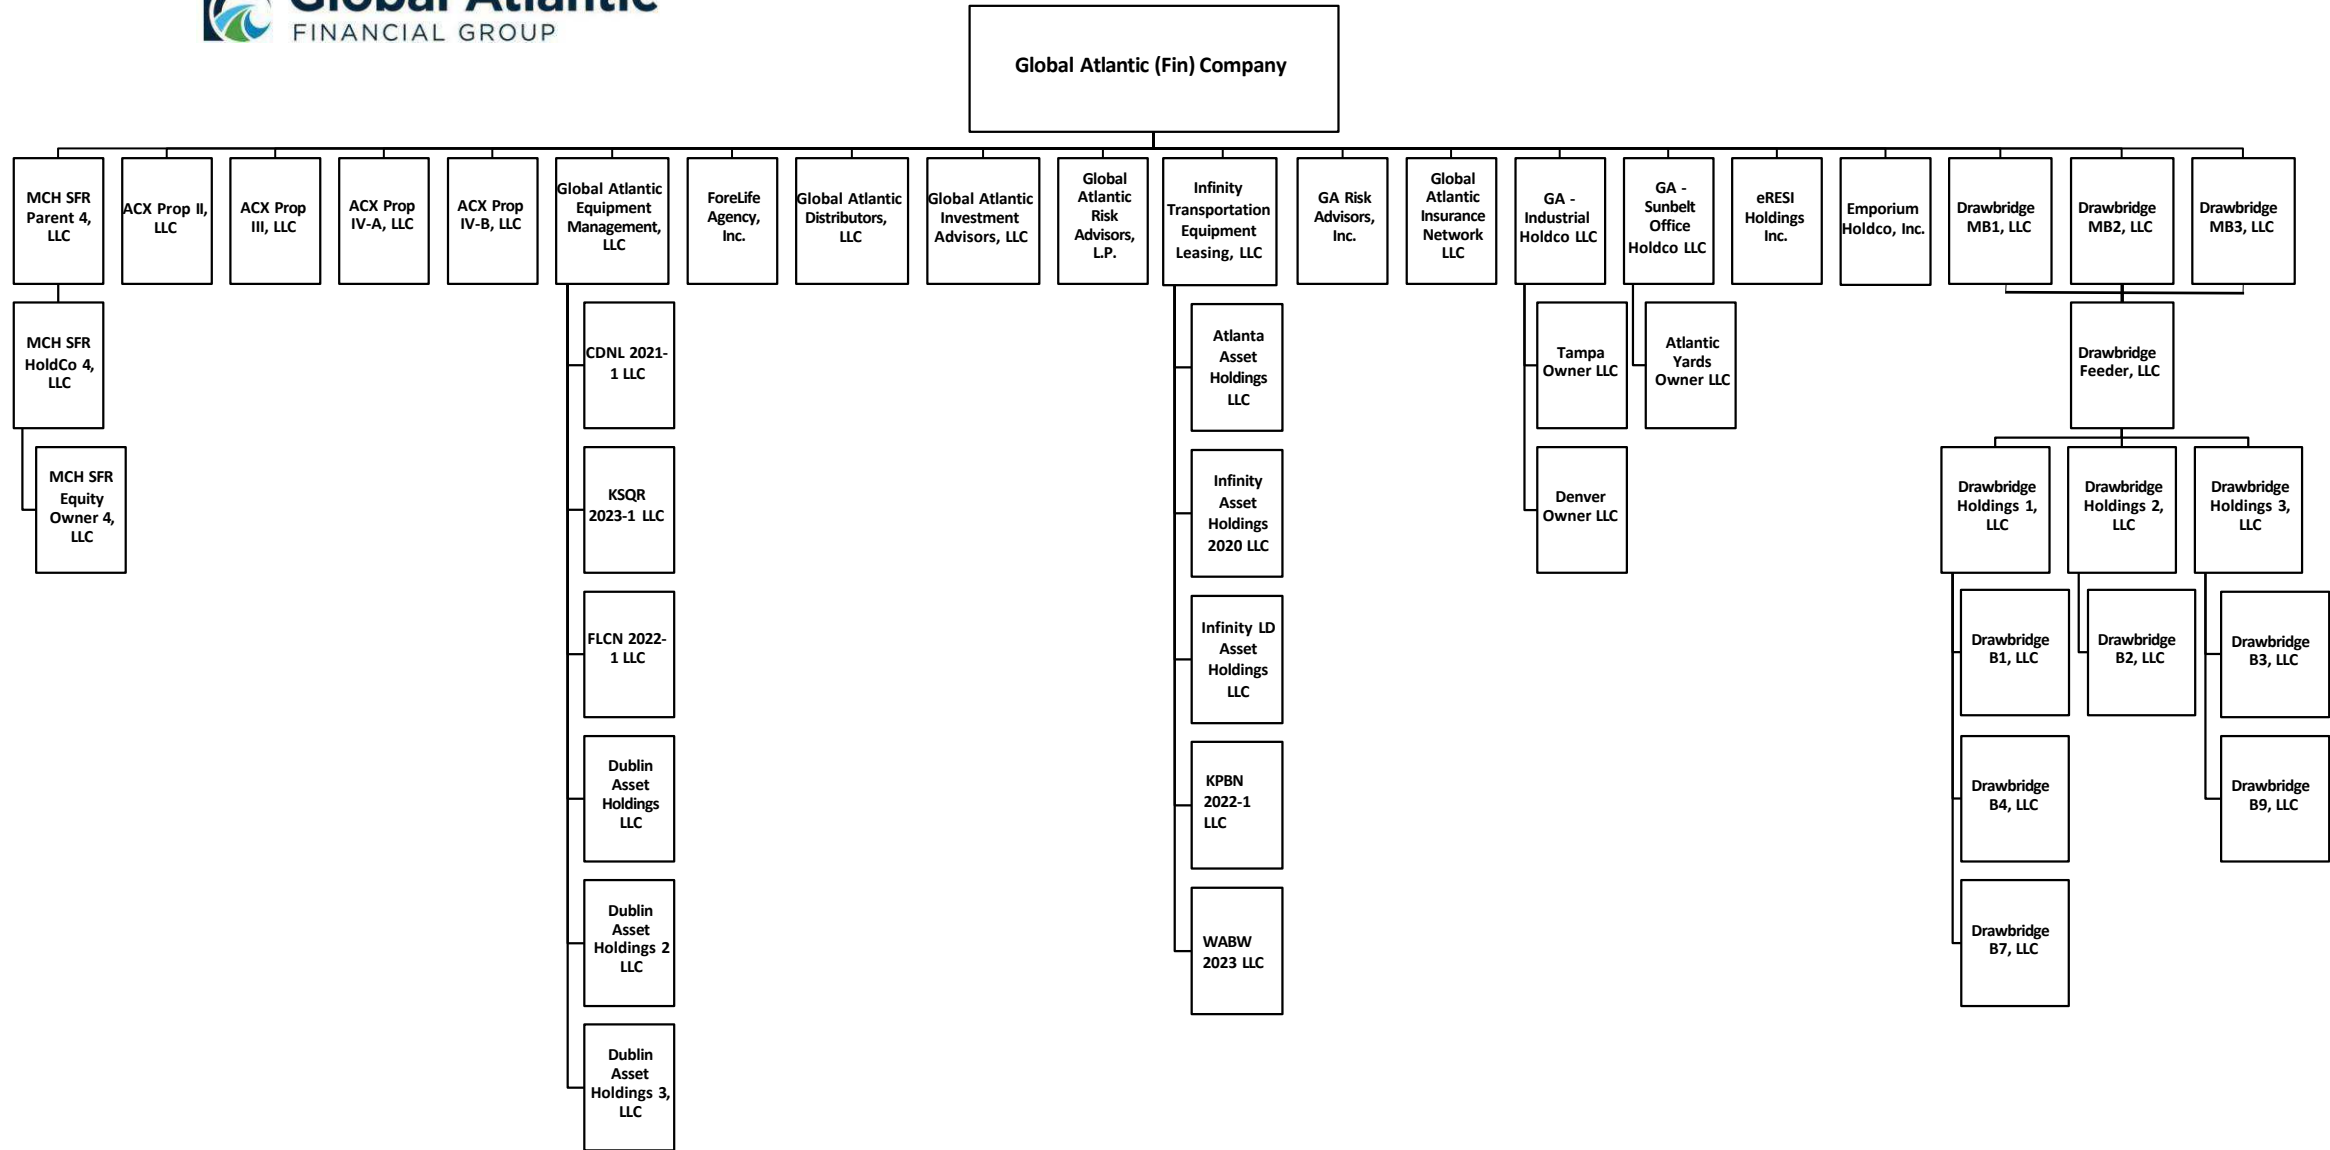 Global Atlantic
FINANCIAL GROUP
Global Atlantic (Fin) Company
MCH SFR
Parent 4,
LLC
ACX Prop II,
LLC
ACX Prop
III, LLC
ACX Prop
IV-A, LLC
ACX Prop
IV-B, LLC
Global Atlantic
Equipment
Management,
LLC
ForeLife
Agency,
Inc.
Global Atlantic
Distributors,
LLC
Global Atlantic
Investment
Advisors, LLC
Global
Atlantic
Risk
Advisors,
L.P.
Infinity
Transportation
Equipment
Leasing, LLC
GA Risk
Advisors,
Inc.
Global
Atlantic
Insurance
Network
LLC
GA -
Industrial
Holdco LLC
GA -
Sunbelt
Office
Holdco LLC
eRESI
Holdings
Inc.
Emporium
Holdco, Inc.
Drawbridge
MB1, LLC
Drawbridge
MB2, LLC
Drawbridge
MB3, LLC
MCH SFR
HoldCo 4,
LLC
MCH SFR
Equity
Owner 4,
LLC
CDNL 2021-
1 LLC
KSQR
2023-1 LLC
FLCN 2022-
1 LLC
Dublin
Asset
Holdings
LLC
Dublin
Asset
Holdings 2
LLC
Dublin
Asset
Holdings 3,
LLC
Atlanta
Asset
Holdings
LLC
Infinity
Asset
Holdings
2020 LLC
Infinity LD
Asset
Holdings
LLC
KPBN
2022-1
LLC
WABW
2023 LLC
Tampa
Owner LLC
Denver
Owner LLC
Atlantic
Yards
Owner LLC
Drawbridge
Feeder, LLC
Drawbridge
Holdings 1,
LLC
Drawbridge
Holdings 2,
LLC
Drawbridge
Holdings 3,
LLC
Drawbridge
B1, LLC
Drawbridge
B4, LLC
Drawbridge
B7, LLC
Drawbridge
B2, LLC
Drawbridge
B3, LLC
Drawbridge
B9, LLC